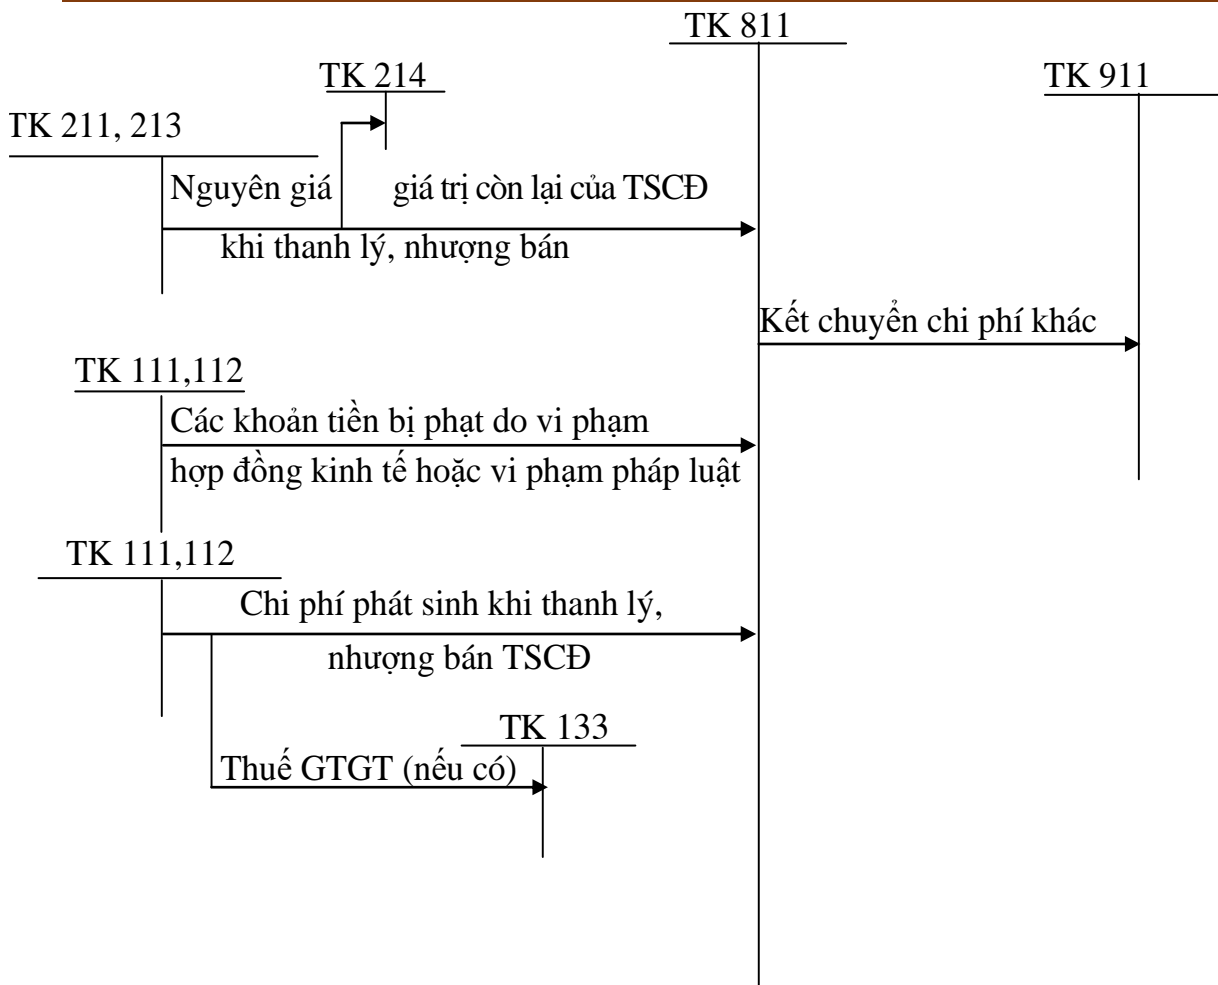 TK 811
TK 214
TK 911
TK 211, 213
Nguyên giá
giá trị còn lại của TSCĐ
khi thanh lý, nhượng bán
Kết chuyển chi phí khác
TK 111,112
Các khoản tiền bị phạt do vi phạm
hợp đồng kinh tế hoặc vi phạm pháp luật
TK 111,112
Chi phí phát sinh khi thanh lý,
nhượng bán TSCĐ
TK 133
Thuế GTGT (nếu có)